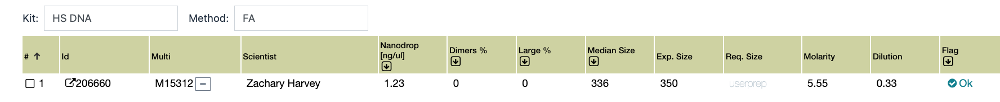 Kit: HS DNA Method: FA
# Id Multi Scientist Nanodrop [ng/ul] Dimers % Large % Median Size Exp. Size Req. Size Molarity Dilution Flag
1 206660 M15312 Zachary Harvey 1.23 0 0 336 350 userprep 5.55 0.33 Ok